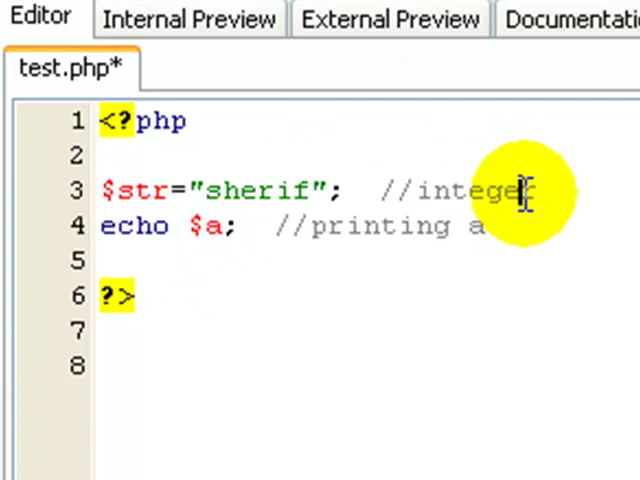 Editor Internal Preview External Preview Documentati
test.php*
1 <?php
2
3 $str="sherif"; //integer
4 echo $a; //printing a
5
6 ?>
7
8